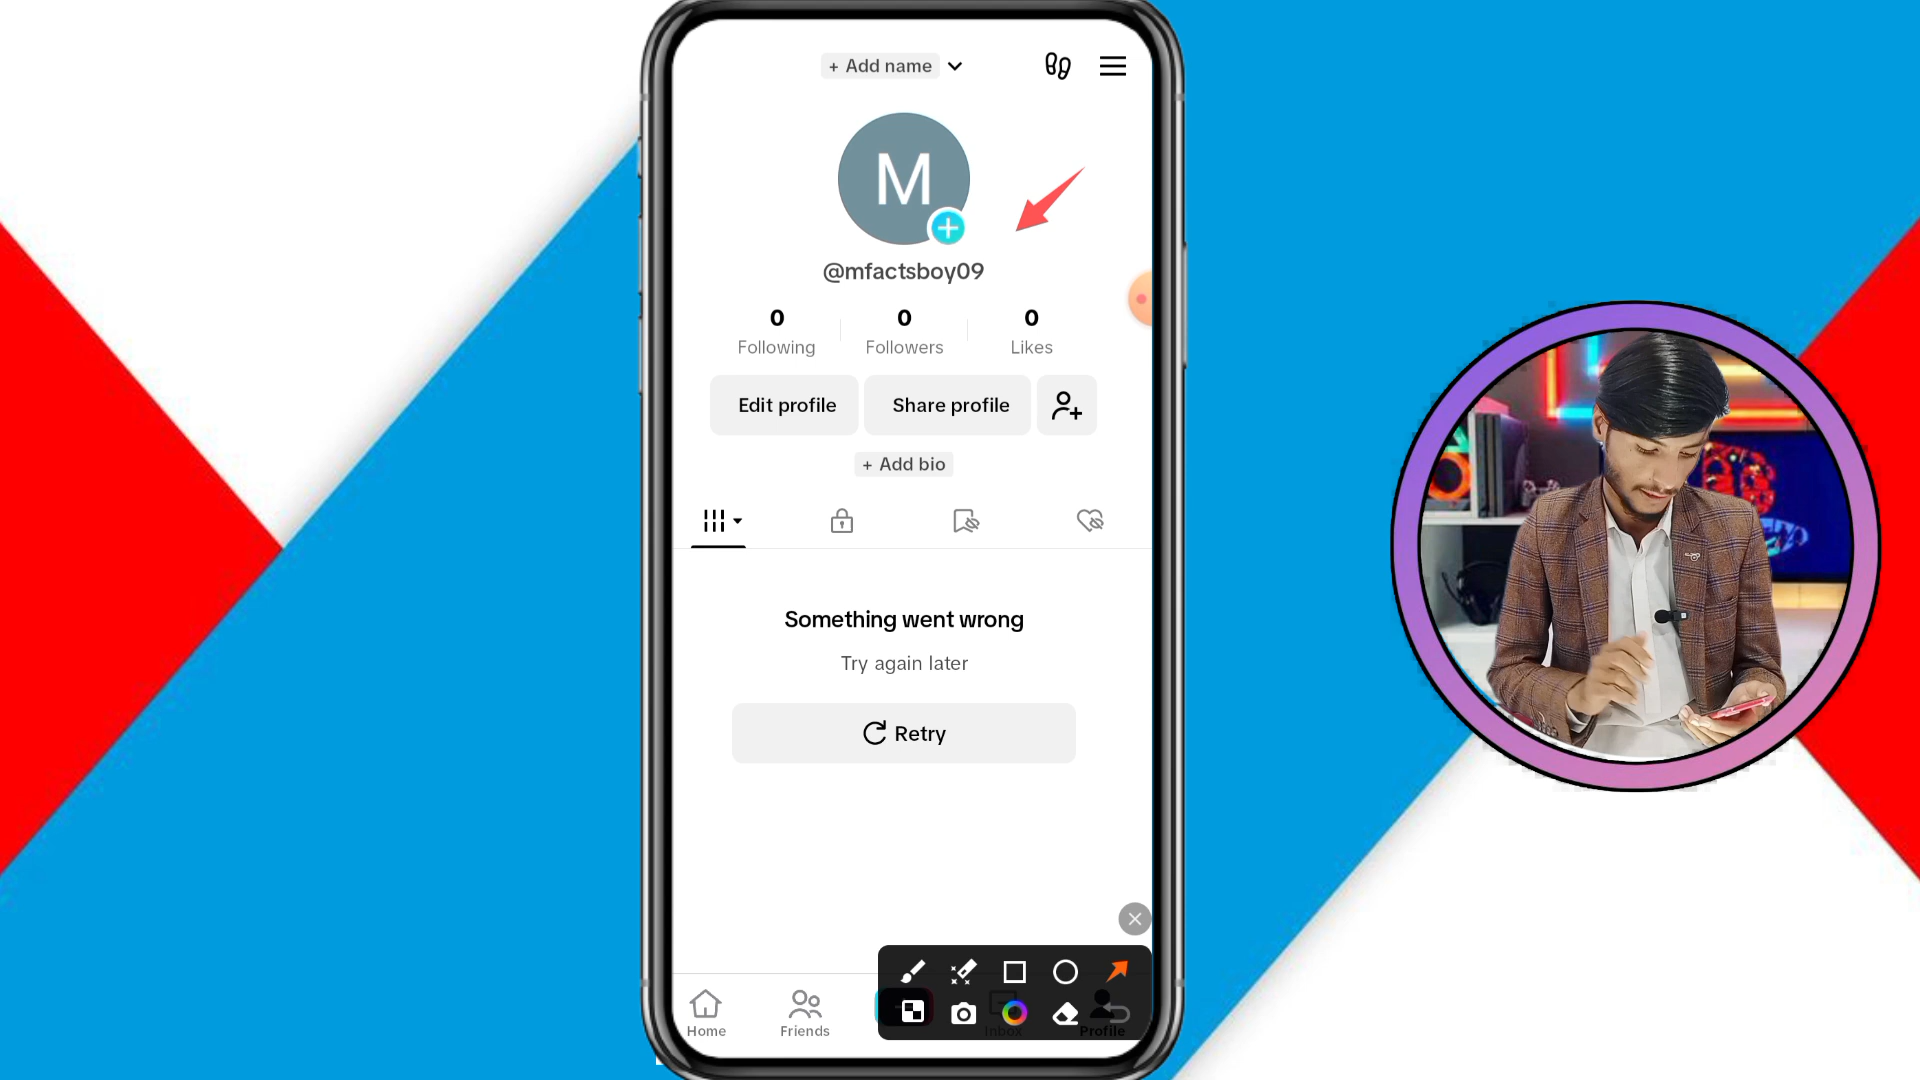 + Add name
M
@mfactsboy09
0 0 0
Following Followers Likes
Edit profile Share profile
+ Add bio
Something went wrong
Try again later
Retry
Home Friends Inbox Profile